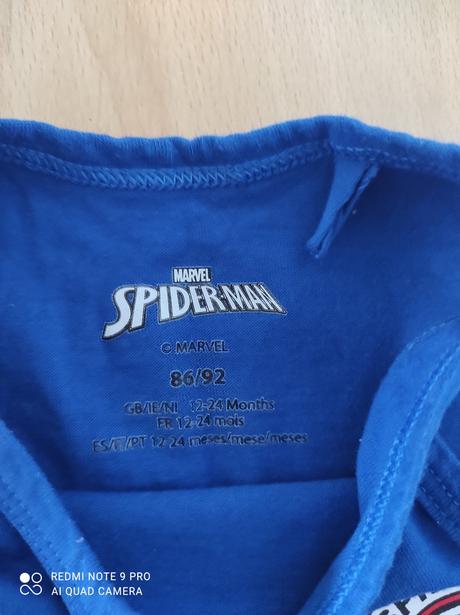 MARVEL
SPIDER-MAN
© MARVEL
86/92
GB/IE/NI 12-24 Months
FR 12-24 mois
ES/IT/PT 12-24 meses/mese/meses
REDMI NOTE 9 PRO
AI QUAD CAMERA